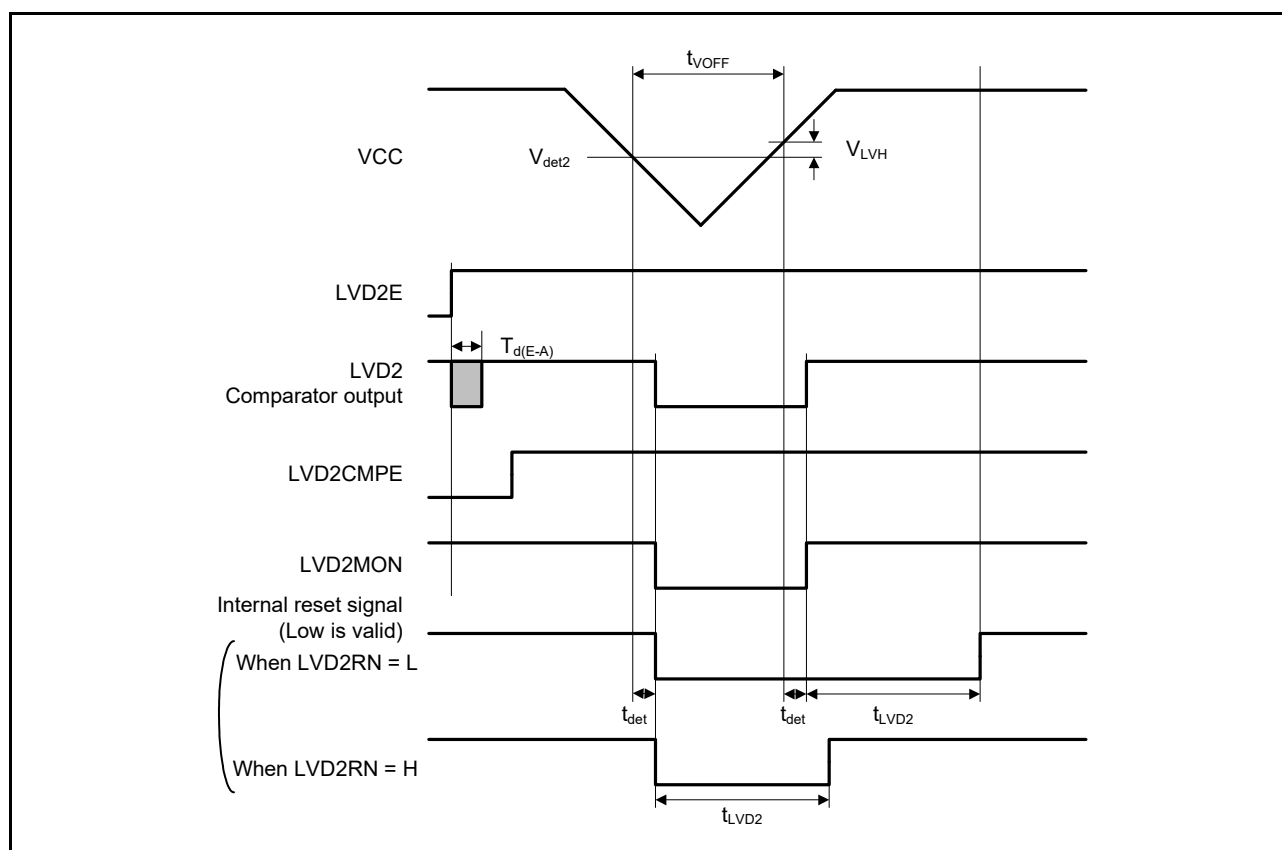 tVOFF
VCC
Vdet2
VLVH
LVD2E
Td(E-A)
LVD2
Comparator output
LVD2CMPE
LVD2MON
Internal reset signal
(Low is valid)
When LVD2RN = L
tdet
tdet
tLVD2
When LVD2RN = H
tLVD2